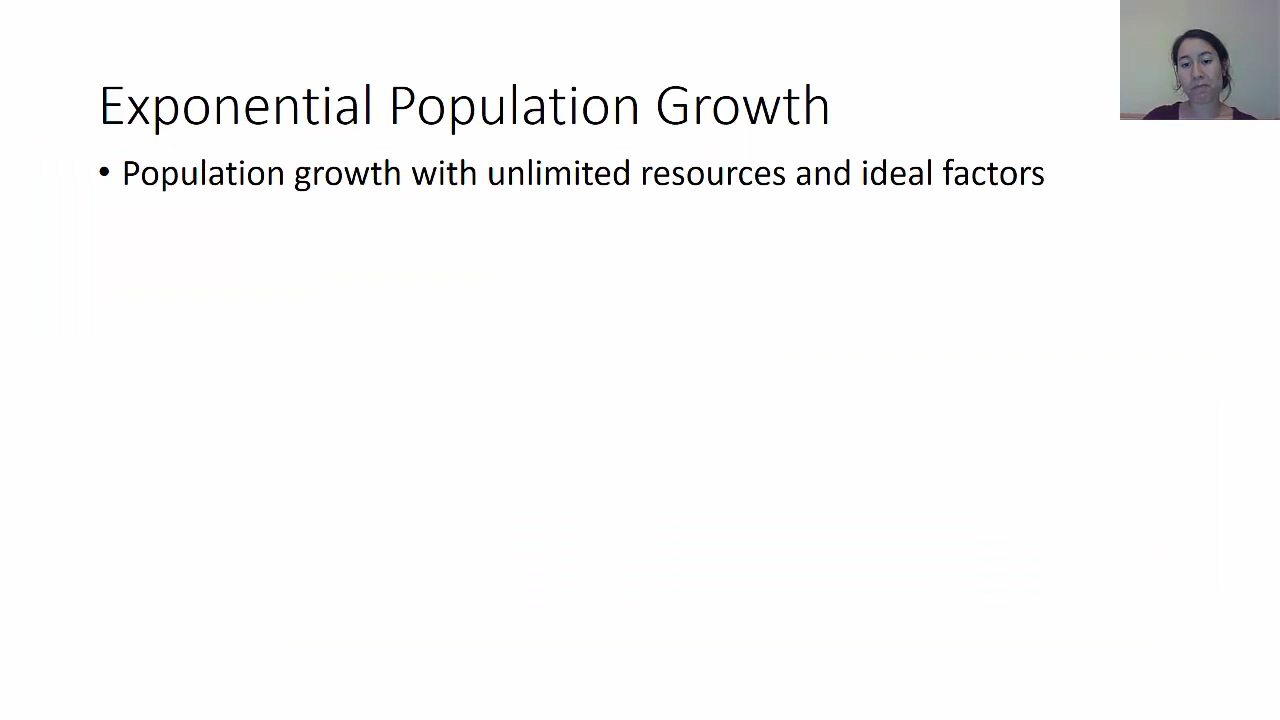 Exponential Population Growth
• Population growth with unlimited resources and ideal factors